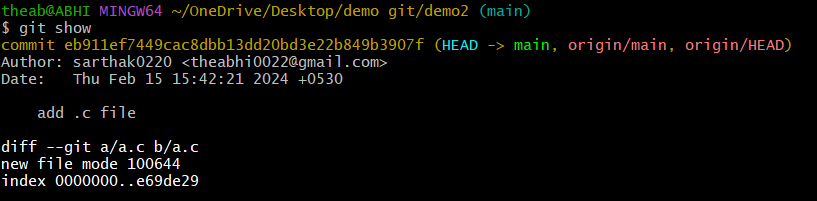 theab@ABHI MINGW64 ~/OneDrive/Desktop/demo git/demo2 (main)
$ git show
commit eb911ef7449cac8dbb13dd20bd3e22b849b3907f (HEAD -> main, origin/main, origin/HEAD)
Author: sarthak0220 <theabhi0022@gmail.com>
Date:   Thu Feb 15 15:42:21 2024 +0530

    add .c file

diff --git a/a.c b/a.c
new file mode 100644
index 0000000..e69de29